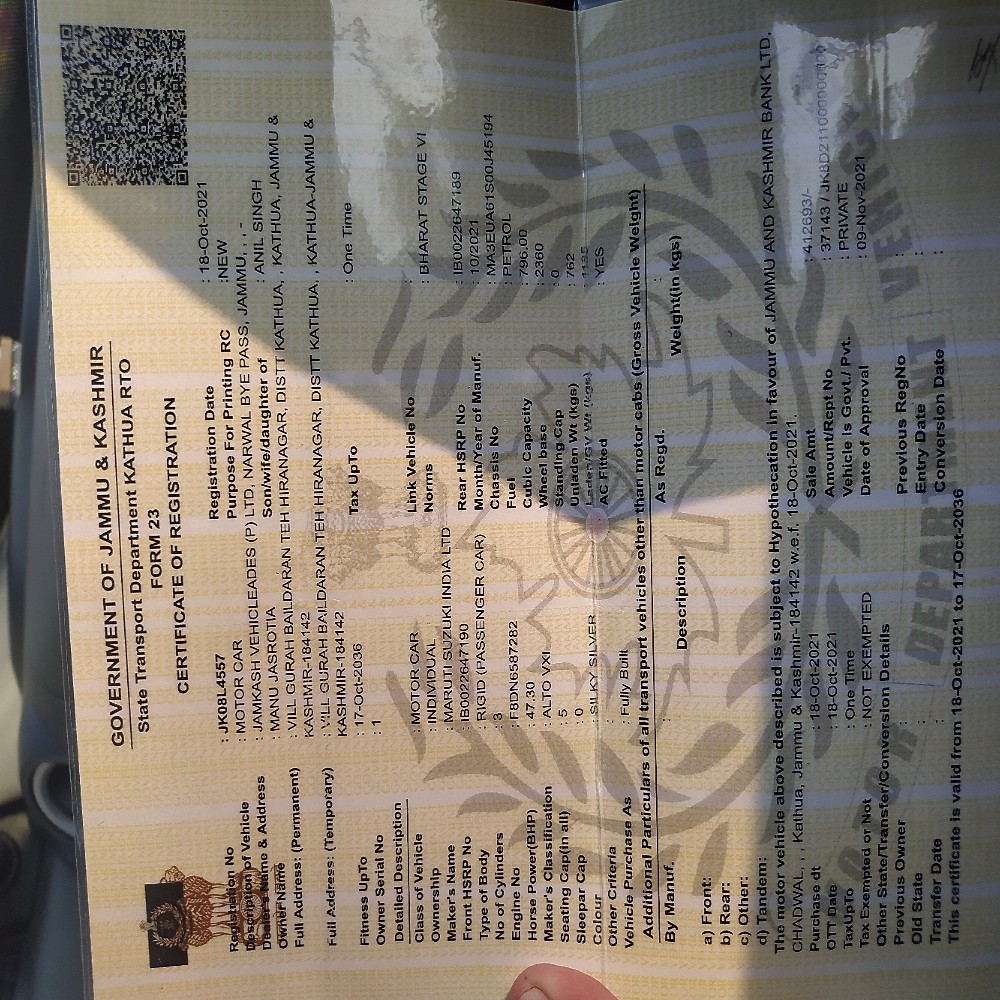 GOVERNMENT OF JAMMU & KASHMIR
State Transport Department KATHUA RTO
FORM 23
CERTIFICATE OF REGISTRATION
Registration No : JK08L4557 Registration Date : 18-Oct-2021
Description of Vehicle : MOTOR CAR Purpose For Printing RC : NEW
Dealer's Name & Address : JAMKASH VEHICLEADES (P) LTD, NARWAL BYE PASS, JAMMU, , , -
Owner Name : MANU JASROTIA Son/wife/daughter of : ANIL SINGH
Full Address: (Permanent) : VILL GURAH BAILDARAN TEH HIRANAGAR, DISTT KATHUA, , KATHUA, JAMMU &
KASHMIR-184142
Full Address: (Temporary) : VILL GURAH BAILDARAN TEH HIRANAGAR, DISTT KATHUA, , KATHUA-JAMMU &
KASHMIR-184142
Fitness UpTo : 17-Oct-2036 Tax UpTo : One Time
Owner Serial No : 1
Detailed Description
Class of Vehicle : MOTOR CAR Link Vehicle No :
Ownership : INDIVIDUAL Norms : BHARAT STAGE VI
Maker's Name : MARUTI SUZUKI INDIA LTD
Front HSRP No : IB0022647190 Rear HSRP No : IB0022647189
Type of Body : RIGID (PASSENGER CAR) Month/Year of Manuf. : 10/2021
No of Cylinders : 3 Chassis No : MA3EUA61S00J45194
Engine No : F8DN6587282 Fuel : PETROL
Horse Power(BHP) : 47.30 Cubic Capacity : 796.00
Maker's Classification : ALTO VXI Wheel base : 2360
Seating Cap(In all) : 5 Standing Cap : 0
Sleepar Cap : 0 Unladen Wt (kgs) : 762
Colour : SILKY SILVER Laden/GV Wt (kgs) : 1185
Other Criteria : AC Fitted : YES
Vehicle Purchase As : Fully Built
Additional Particulars of all transport vehicles other than motor cabs (Gross Vehicle Weight)
By Manuf. : As Regd. :
Description Weight(in kgs)
a) Front:
b) Rear:
c) Other:
d) Tandem:
The motor vehicle above described is subject to Hypothecation in favour of JAMMU AND KASHMIR BANK LTD,
CHADWAL, , , Kathua, Jammu & Kashmir-184142 w.e.f. 18-Oct-2021.
Purchase dt : 18-Oct-2021 Sale Amt : 412693/-
OTT Date : 18-Oct-2021 Amount/Rcpt No : 37143 /
TaxUpTo : One Time Vehicle is Govt./ Pvt. : PRIVATE
Tax Exempted or Not : NOT EXEMPTED Date of Approval : 09-Nov-2021
Other State/Transfer/Conversion Details
Previous Owner : Previous RegNo :
Old State : Entry Date :
Transfer Date : Conversion Date :
This certificate is valid from 18-Oct-2021 to 17-Oct-2036